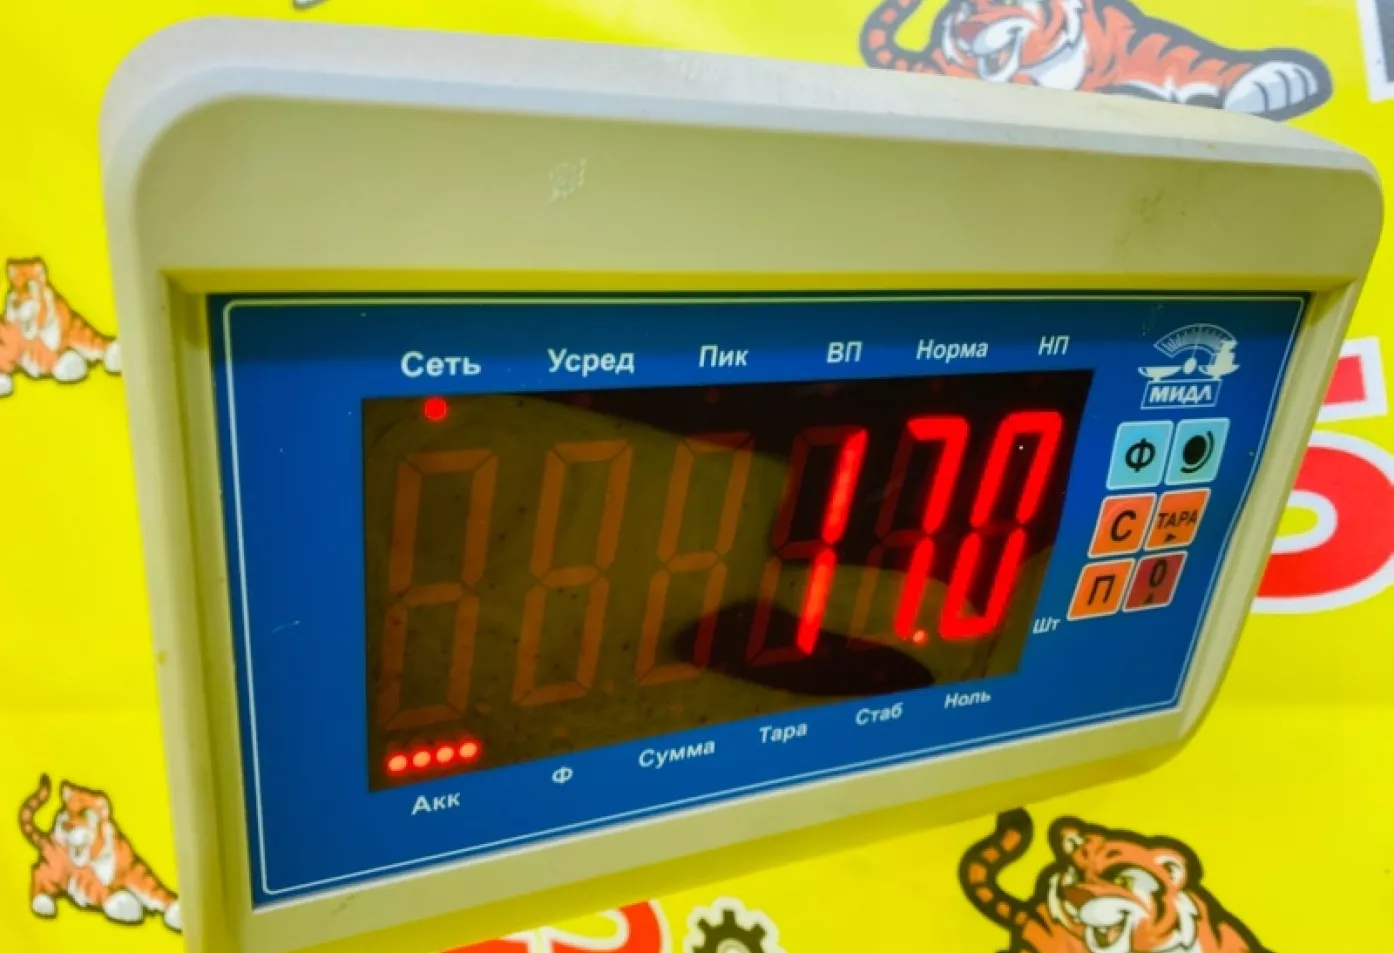 Сеть Усред Пик ВП Норма НП
МИДЛ
17.0
Ф
С ТАРА
П 0
Шт
Акк Ф Сумма Тара Стаб Ноль